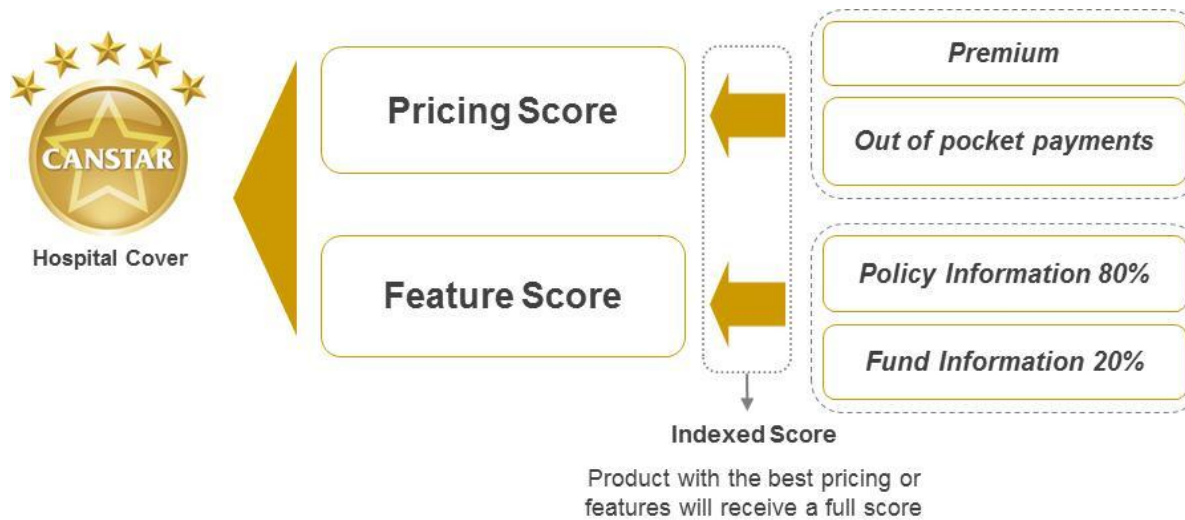 CANSTAR
Hospital Cover
Pricing Score
Feature Score
Premium
Out of pocket payments
Policy Information 80%
Fund Information 20%
Indexed Score
Product with the best pricing or
features will receive a full score